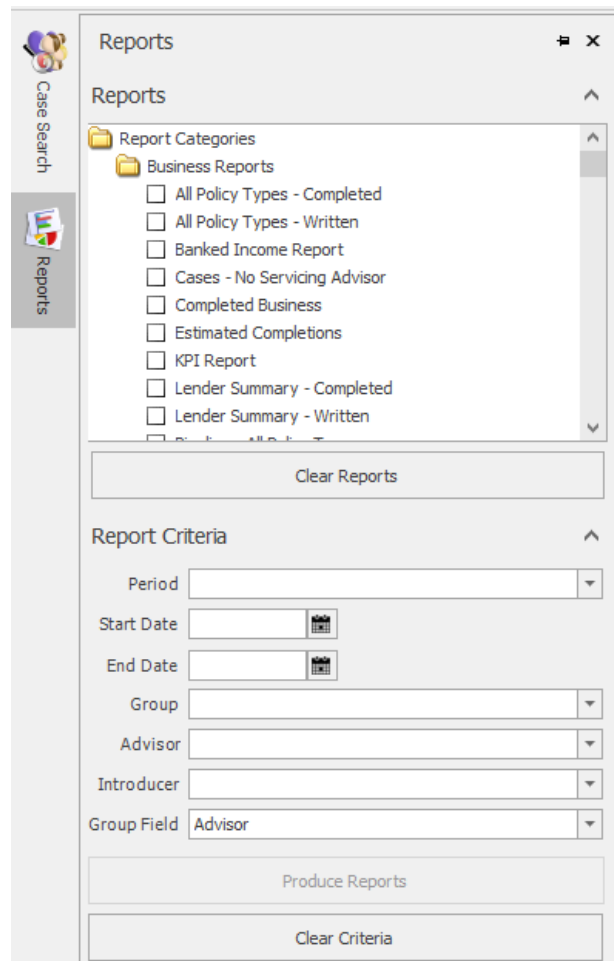 Case Search
Reports
Reports
Reports
Report Categories
Business Reports
All Policy Types - Completed
All Policy Types - Written
Banked Income Report
Cases - No Servicing Advisor
Completed Business
Estimated Completions
KPI Report
Lender Summary - Completed
Lender Summary - Written
Clear Reports
Report Criteria
Period
Start Date
End Date
Group
Advisor
Introducer
Group Field Advisor
Produce Reports
Clear Criteria